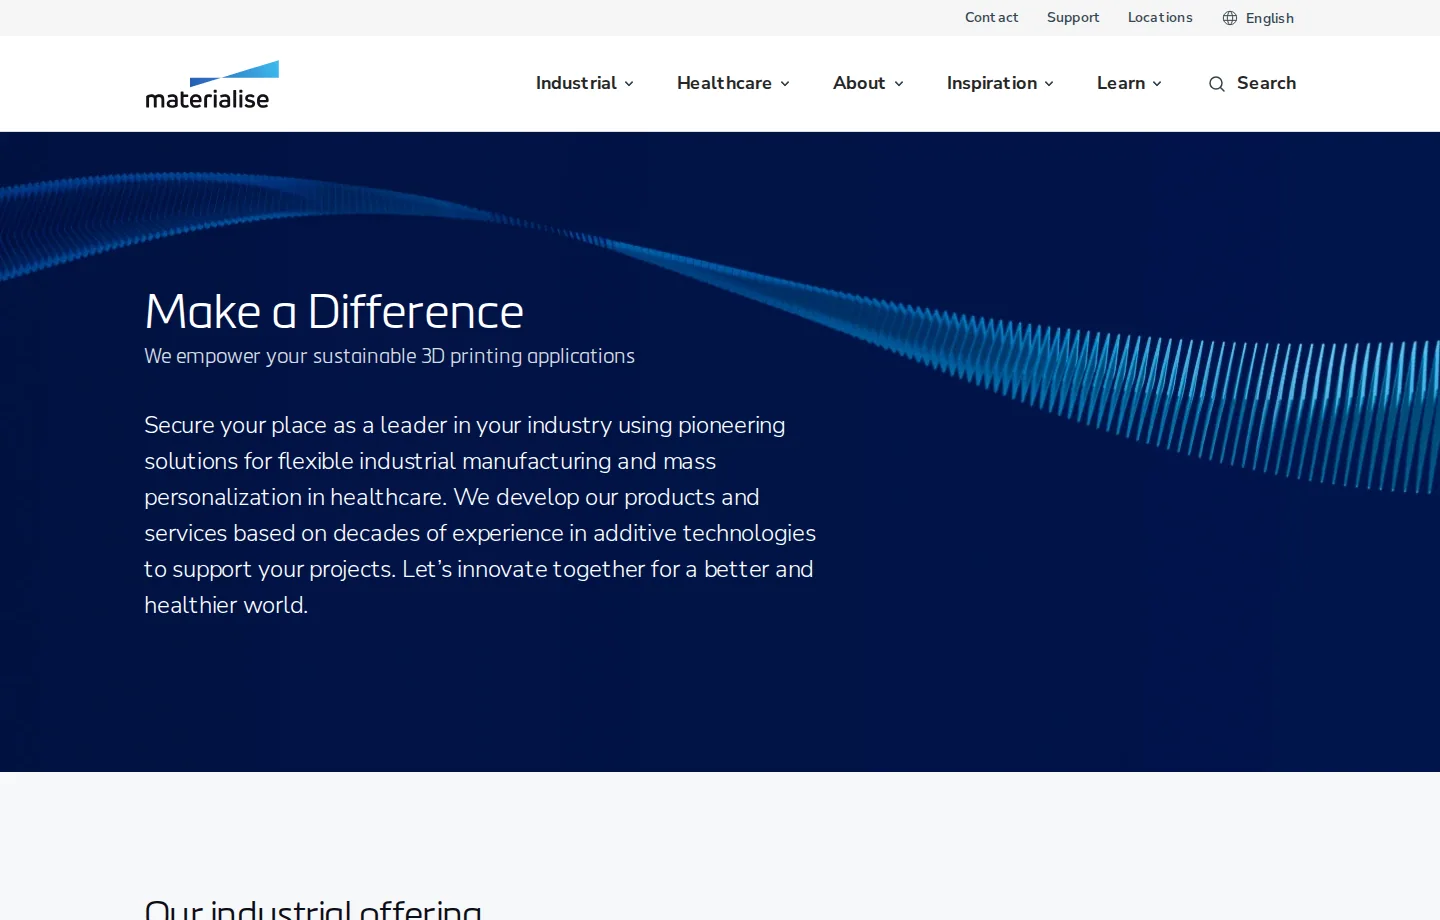 Contact Support Locations English
materialise
Industrial Healthcare About Inspiration Learn Search
Make a Difference
We empower your sustainable 3D printing applications
Secure your place as a leader in your industry using pioneering
solutions for flexible industrial manufacturing and mass
personalization in healthcare. We develop our products and
services based on decades of experience in additive technologies
to support your projects. Let’s innovate together for a better and
healthier world.
Our industrial offering